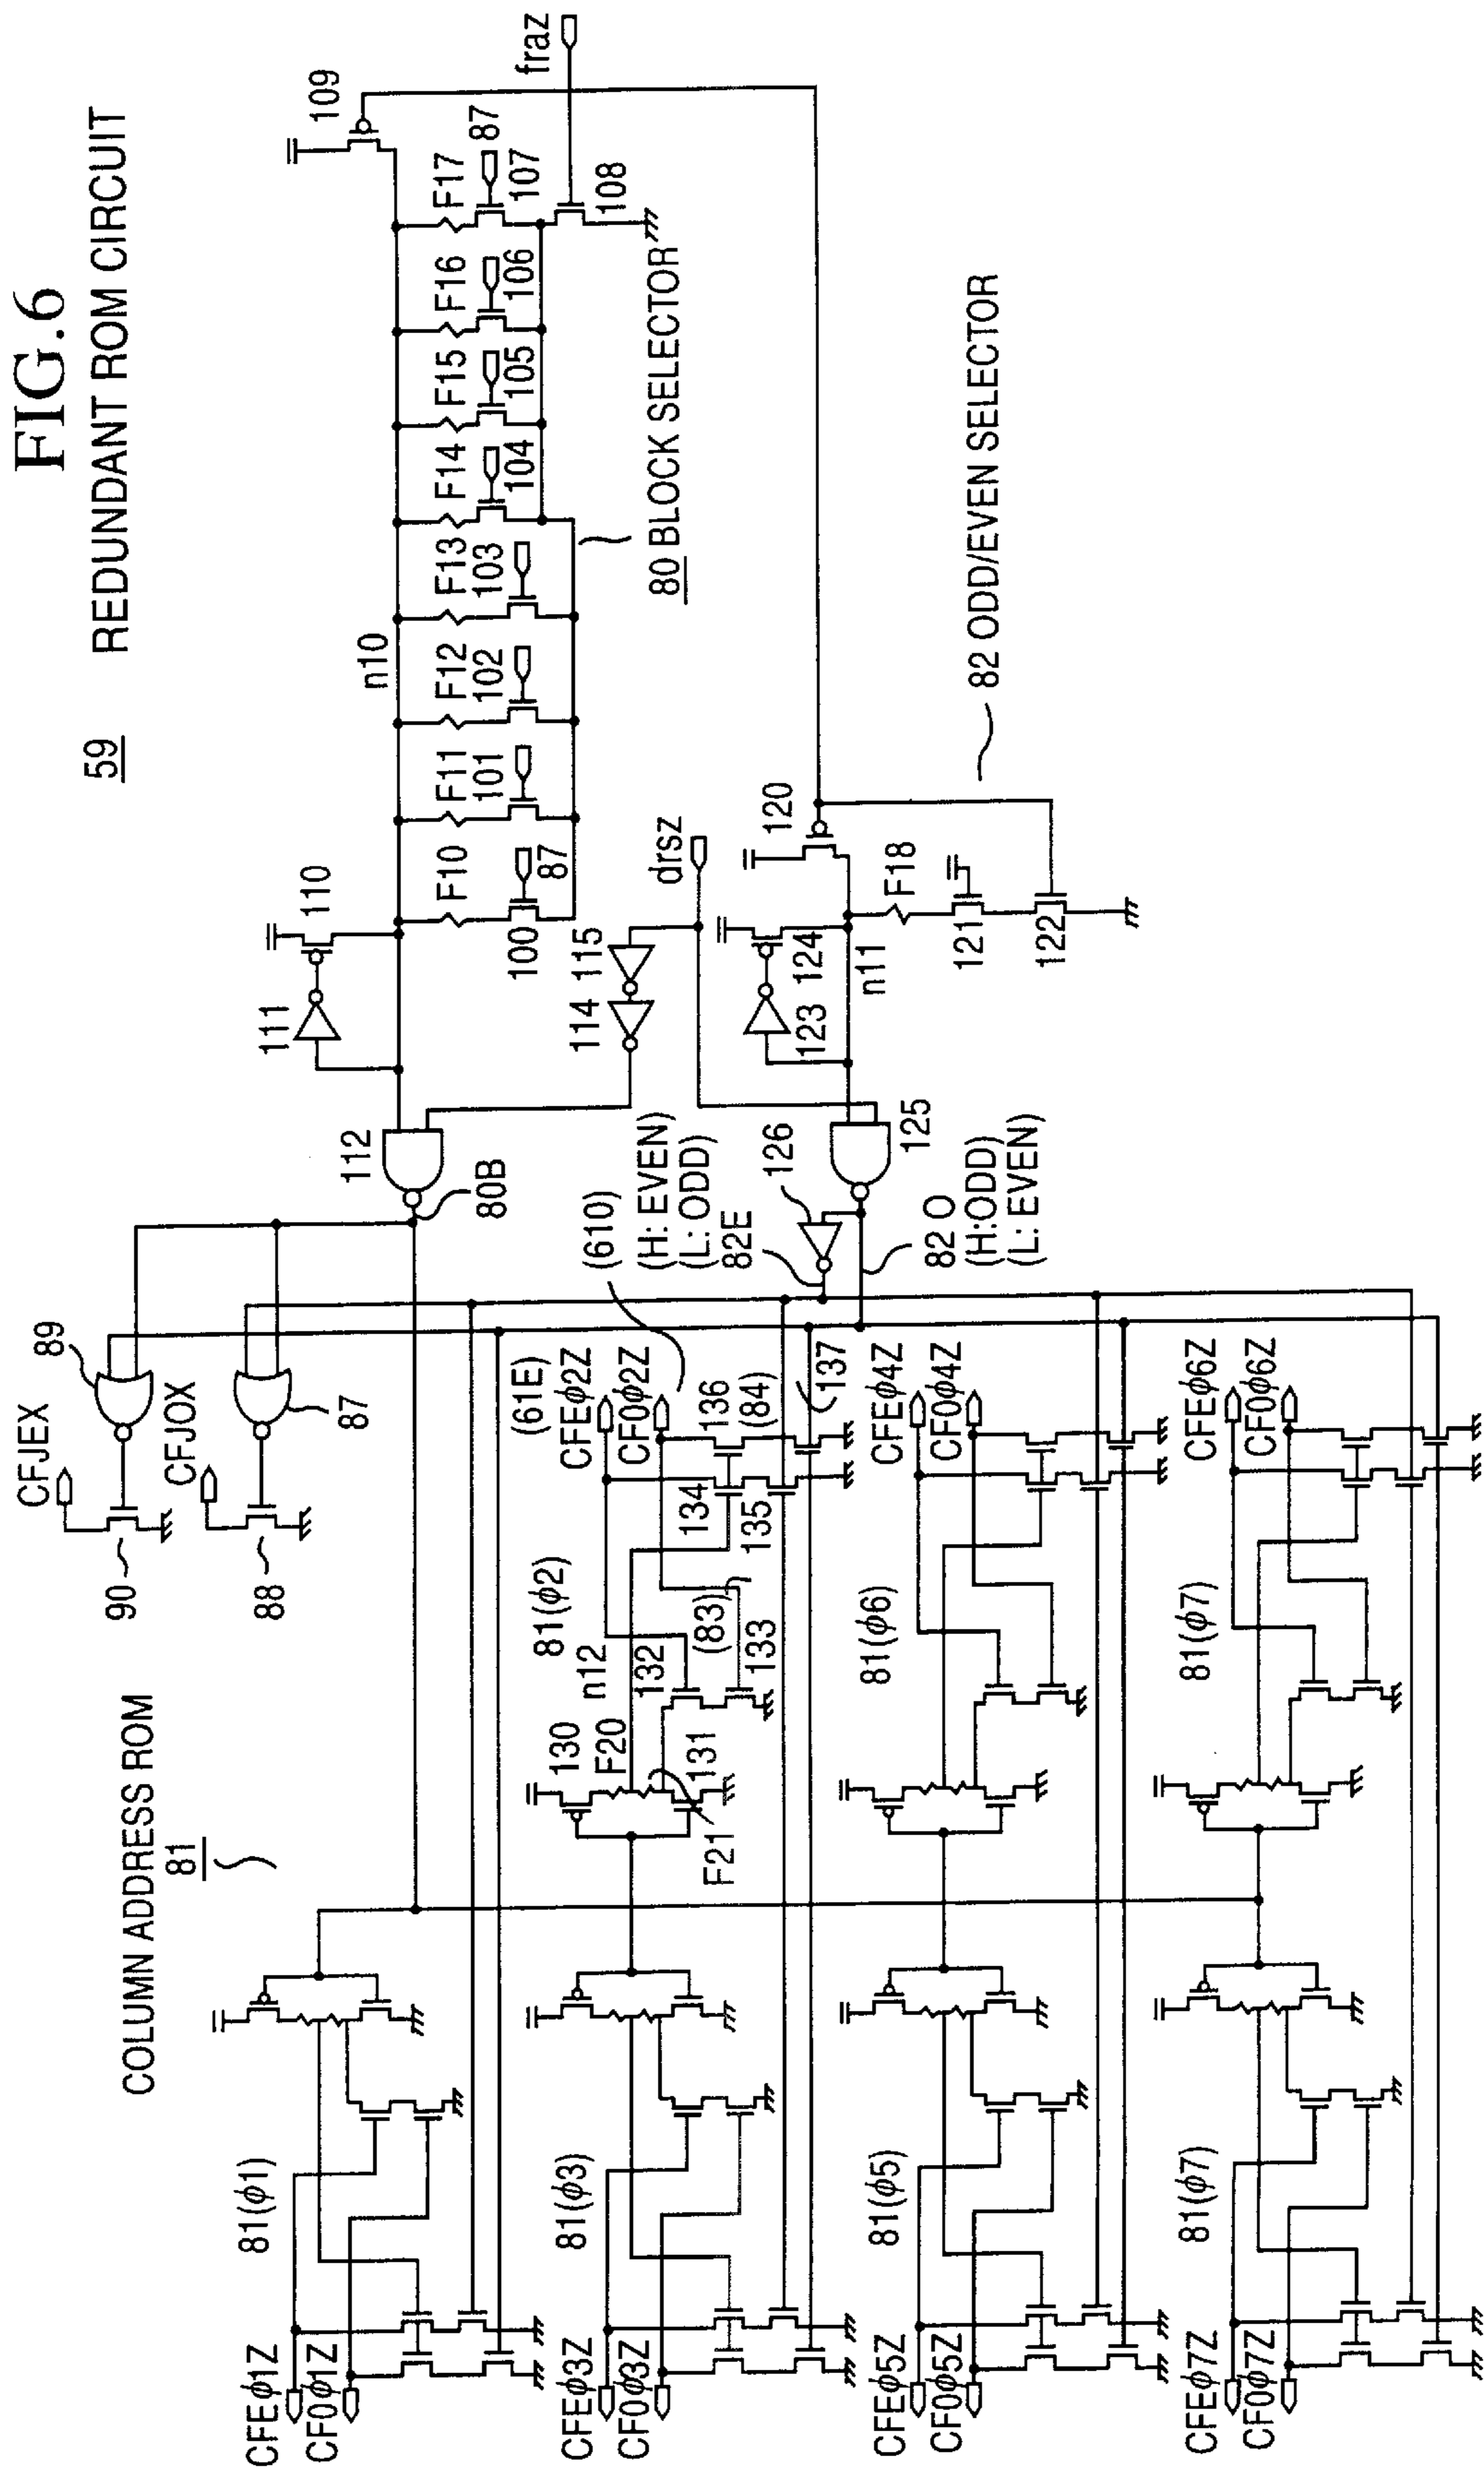 FIG.6
59 REDUNDANT ROM CIRCUIT
109
fraz
F17
87
107
108
F16
106
F15
105
F14
104
80 BLOCK SELECTOR
n10
F13
103
F12
102
F11
101
F10
87
100
110
111
112
80B
115
114
drsz
120
82 ODD/EVEN SELECTOR
F18
121
122
124
123
n11
125
126
(H: EVEN)
(L: ODD)
82E
82 O
(H:ODD)
(L: EVEN)
89
CFJEX
90
87
CFJOX
88
(610)
(61E)
CFEφ2Z
CF0φ2Z
136
(84)
137
134
135
81(φ2)
n12
132
(83)
133
130
F20
131
F21
CFEφ4Z
CF0φ4Z
81(φ6)
CFEφ6Z
CF0φ6Z
81(φ7)
COLUMN ADDRESS ROM
81
81(φ1)
CFEφ1Z
CF0φ1Z
81(φ3)
CFEφ3Z
CF0φ3Z
81(φ5)
CFEφ5Z
CF0φ5Z
81(φ7)
CFEφ7Z
CF0φ7Z